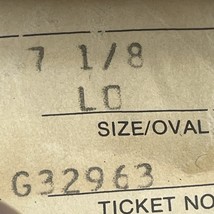 7 1/8
LO
SIZE/OVAL
G32963
TICKET NO